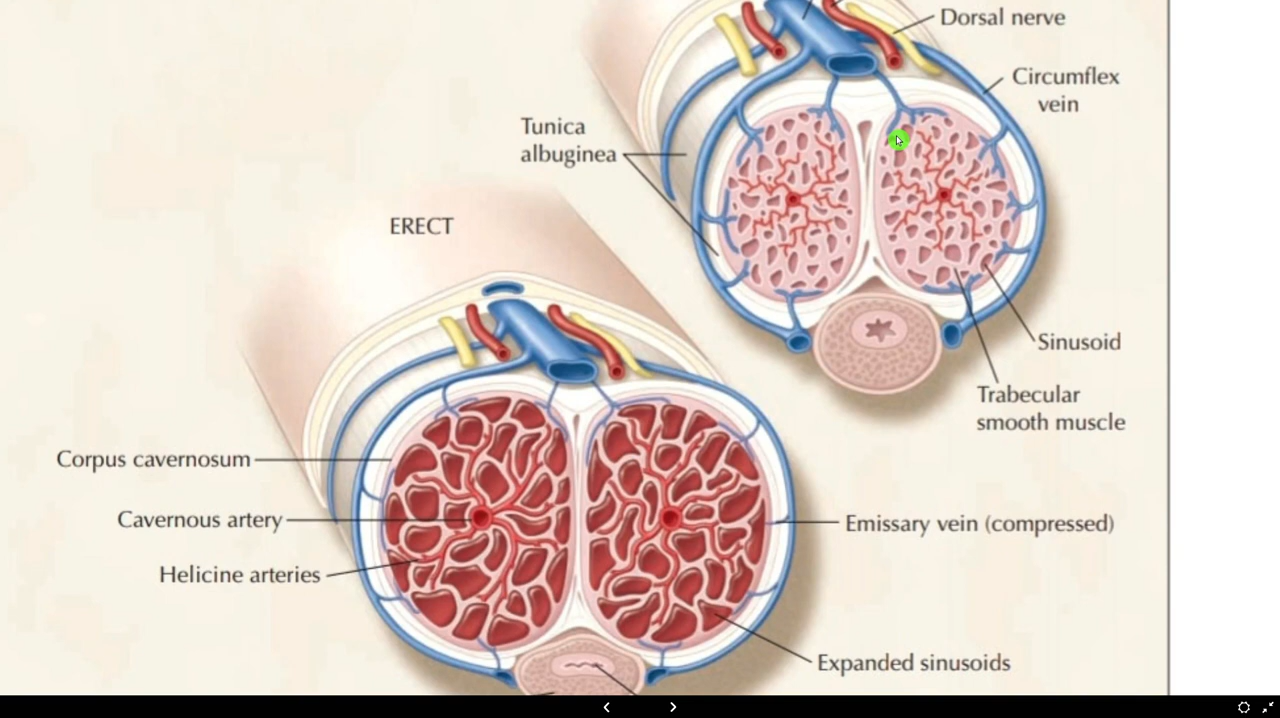 Dorsal nerve
Circumflex
vein
Tunica
albuginea
ERECT
Sinusoid
Trabecular
smooth muscle
Corpus cavernosum
Cavernous artery
Emissary vein (compressed)
Helicine arteries
Expanded sinusoids